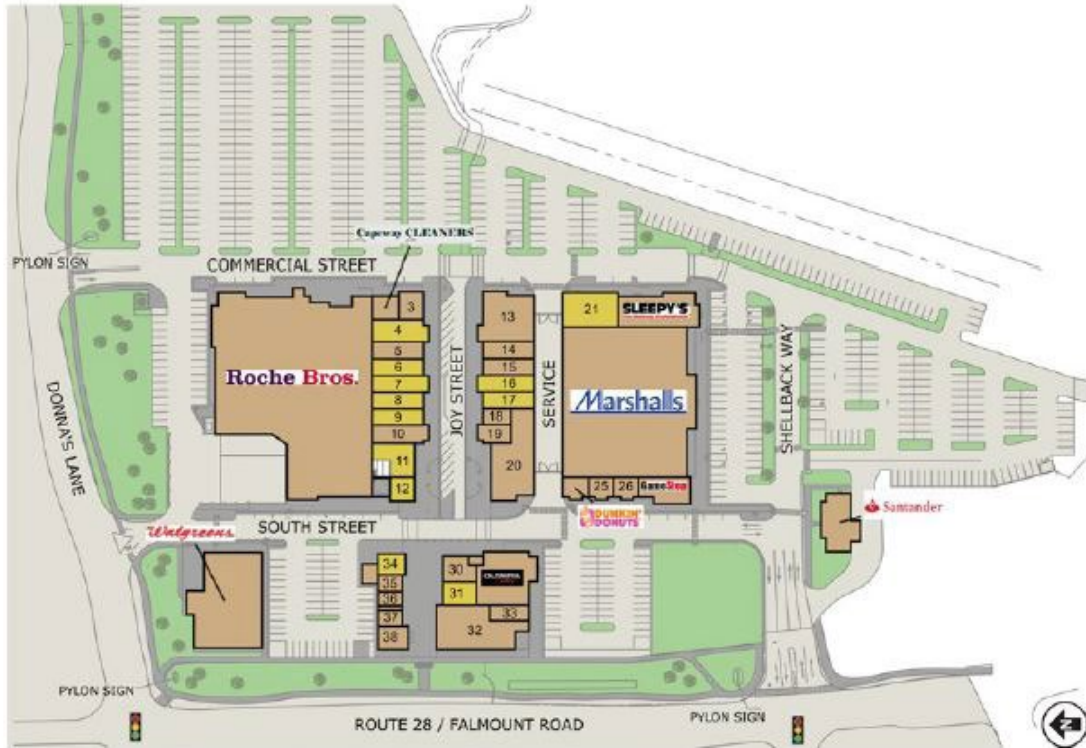 Capeway CLEANERS
PYLON SIGN
COMMERCIAL STREET
3
4
5
6
7
8
9
10
11
12
13
14
15
16
17
18
19
20
21
SLEEPY'S
Roche Bros.
JOY STREET
SERVICE
Marshalls
SHELLBACK WAY
DONNA'S LANE
25
26
GameStop
DUNKIN'
DONUTS
Santander
SOUTH STREET
Walgreens
34
35
36
37
38
30
31
32
33
PYLON SIGN
ROUTE 28 / FALMOUNT ROAD
PYLON SIGN
N